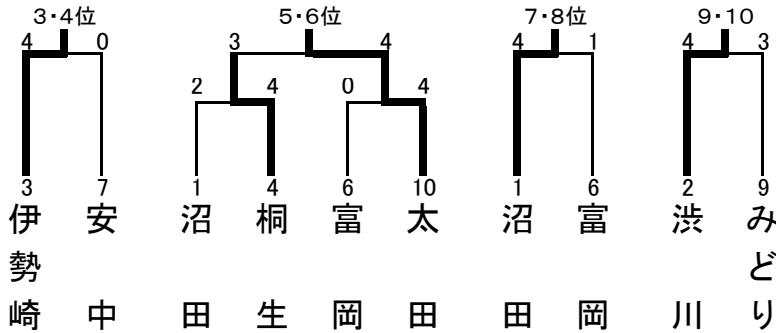 3・4位 5・6位 7・8位 9・10
4 0 3 4 4 1 4 3
2 4 0 4
3 7 1 4 6 10 1 6 2 9
伊勢崎 安中 沼田 桐生 富岡 太田 沼田 富岡 渋川 みどり